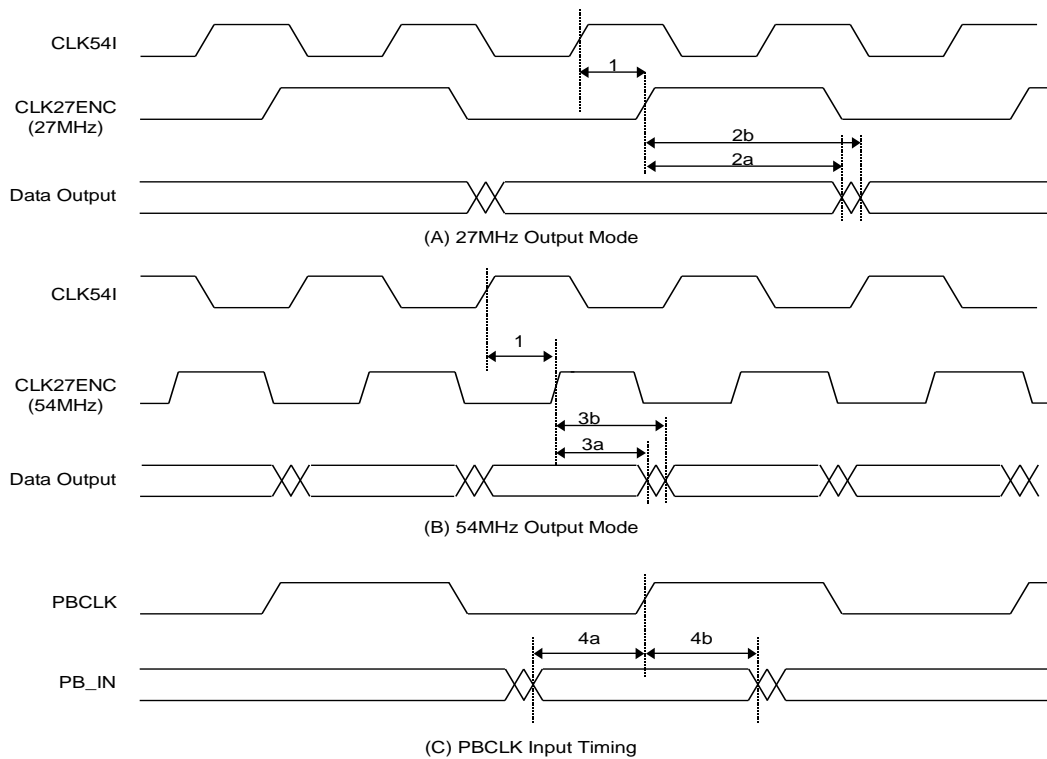 CLK54I
1
CLK27ENC
(27MHz)
2b
2a
Data Output
(A) 27MHz Output Mode
CLK54I
1
CLK27ENC
(54MHz)
3b
3a
Data Output
(B) 54MHz Output Mode
PBCLK
4a
4b
PB_IN
(C) PBCLK Input Timing